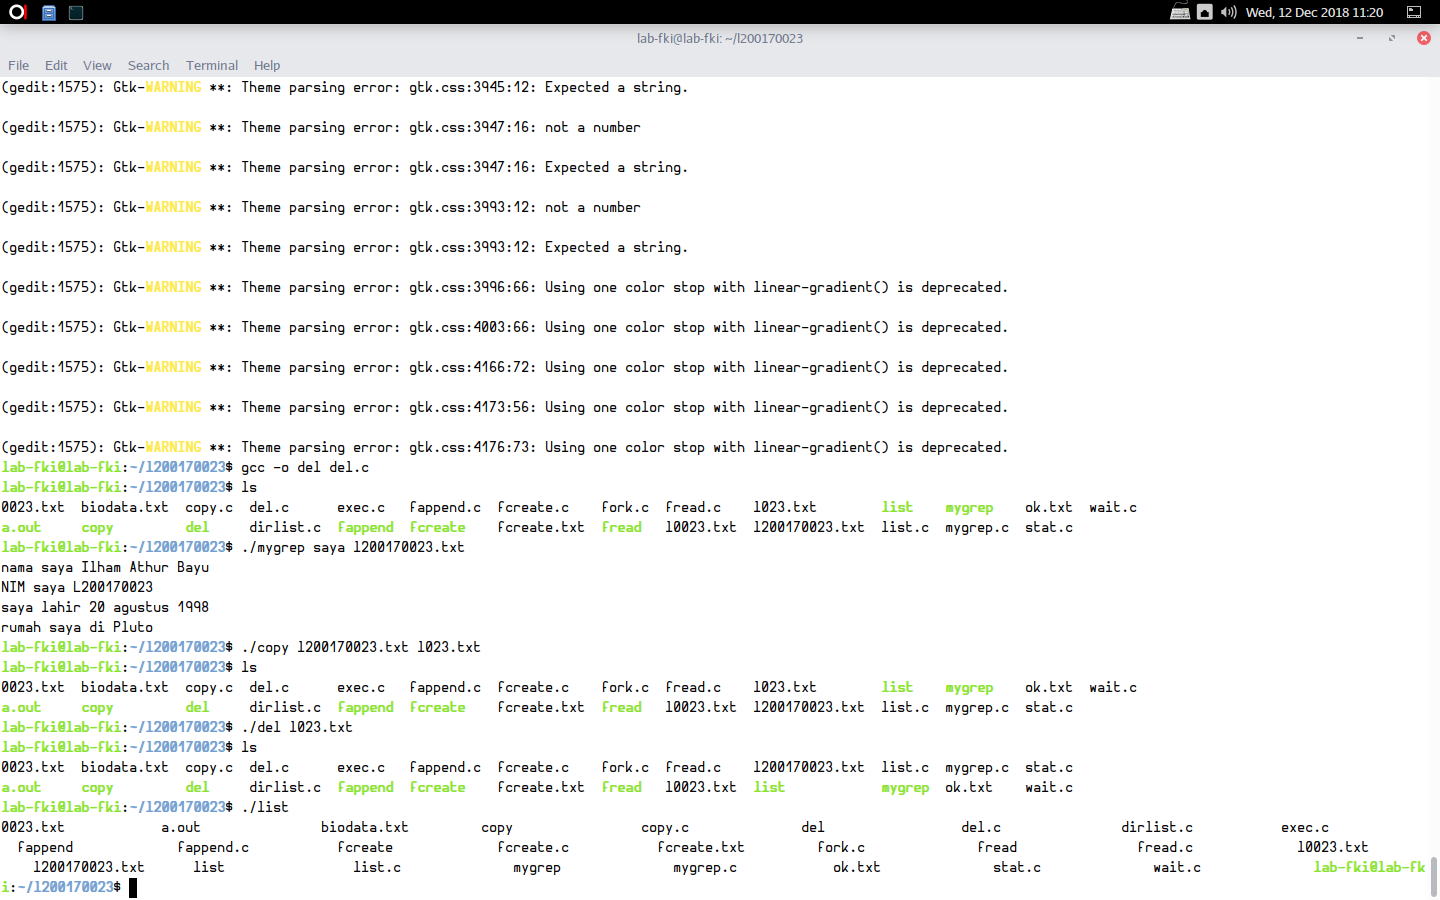 Wed, 12 Dec 2018 11:20
lab-fki@lab-fki: ~/l200170023
File Edit View Search Terminal Help
(gedit:1575): Gtk-WARNING **: Theme parsing error: gtk.css:3945:12: Expected a string.
(gedit:1575): Gtk-WARNING **: Theme parsing error: gtk.css:3947:16: not a number
(gedit:1575): Gtk-WARNING **: Theme parsing error: gtk.css:3947:16: Expected a string.
(gedit:1575): Gtk-WARNING **: Theme parsing error: gtk.css:3993:12: not a number
(gedit:1575): Gtk-WARNING **: Theme parsing error: gtk.css:3993:12: Expected a string.
(gedit:1575): Gtk-WARNING **: Theme parsing error: gtk.css:3996:66: Using one color stop with linear-gradient() is deprecated.
(gedit:1575): Gtk-WARNING **: Theme parsing error: gtk.css:4003:66: Using one color stop with linear-gradient() is deprecated.
(gedit:1575): Gtk-WARNING **: Theme parsing error: gtk.css:4166:72: Using one color stop with linear-gradient() is deprecated.
(gedit:1575): Gtk-WARNING **: Theme parsing error: gtk.css:4173:56: Using one color stop with linear-gradient() is deprecated.
(gedit:1575): Gtk-WARNING **: Theme parsing error: gtk.css:4176:73: Using one color stop with linear-gradient() is deprecated.
lab-fki@lab-fki:~/l200170023$ gcc -o del del.c
lab-fki@lab-fki:~/l200170023$ ls
0023.txt biodata.txt copy.c del.c exec.c fappend.c fcreate.c fork.c fread.c l023.txt list mygrep ok.txt wait.c
a.out copy del dirlist.c fappend fcreate fcreate.txt fread l0023.txt l200170023.txt list.c mygrep.c stat.c
lab-fki@lab-fki:~/l200170023$ ./mygrep saya l200170023.txt
nama saya Ilham Athur Bayu
NIM saya L200170023
saya lahir 20 agustus 1998
rumah saya di Pluto
lab-fki@lab-fki:~/l200170023$ ./copy l200170023.txt l023.txt
lab-fki@lab-fki:~/l200170023$ ls
0023.txt biodata.txt copy.c del.c exec.c fappend.c fcreate.c fork.c fread.c l023.txt list mygrep ok.txt wait.c
a.out copy del dirlist.c fappend fcreate fcreate.txt fread l0023.txt l200170023.txt list.c mygrep.c stat.c
lab-fki@lab-fki:~/l200170023$ ./del l023.txt
lab-fki@lab-fki:~/l200170023$ ls
0023.txt biodata.txt copy.c del.c exec.c fappend.c fcreate.c fork.c fread.c l200170023.txt list.c mygrep.c stat.c
a.out copy del dirlist.c fappend fcreate fcreate.txt fread l0023.txt list mygrep ok.txt wait.c
lab-fki@lab-fki:~/l200170023$ ./list
0023.txt a.out biodata.txt copy copy.c del del.c dirlist.c exec.c
fappend fappend.c fcreate fcreate.c fcreate.txt fork.c fread fread.c l0023.txt
l200170023.txt list list.c mygrep mygrep.c ok.txt stat.c wait.c lab-fki@lab-fk
i:~/l200170023$